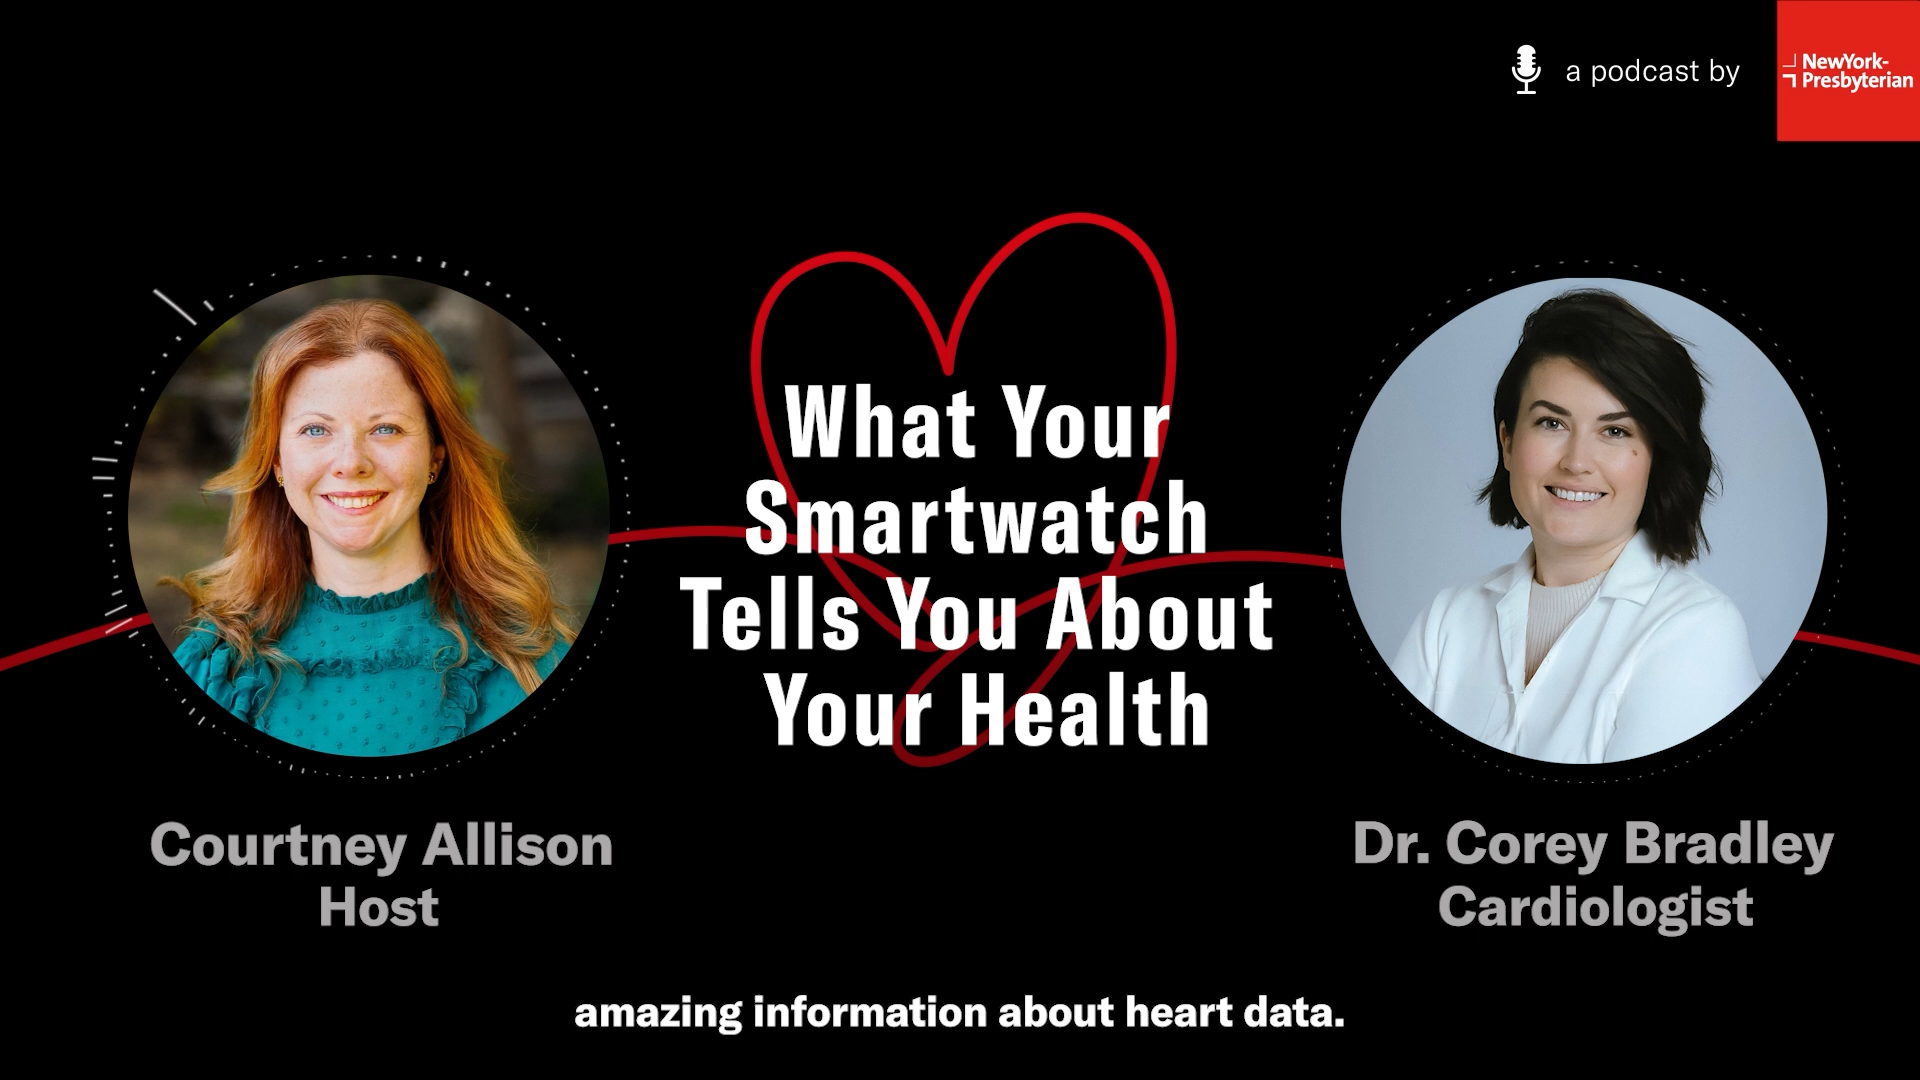 a podcast by
NewYork-
Presbyterian
What Your
Smartwatch
Tells You About
Your Health
Courtney Allison
Host
Dr. Corey Bradley
Cardiologist
amazing information about heart data.